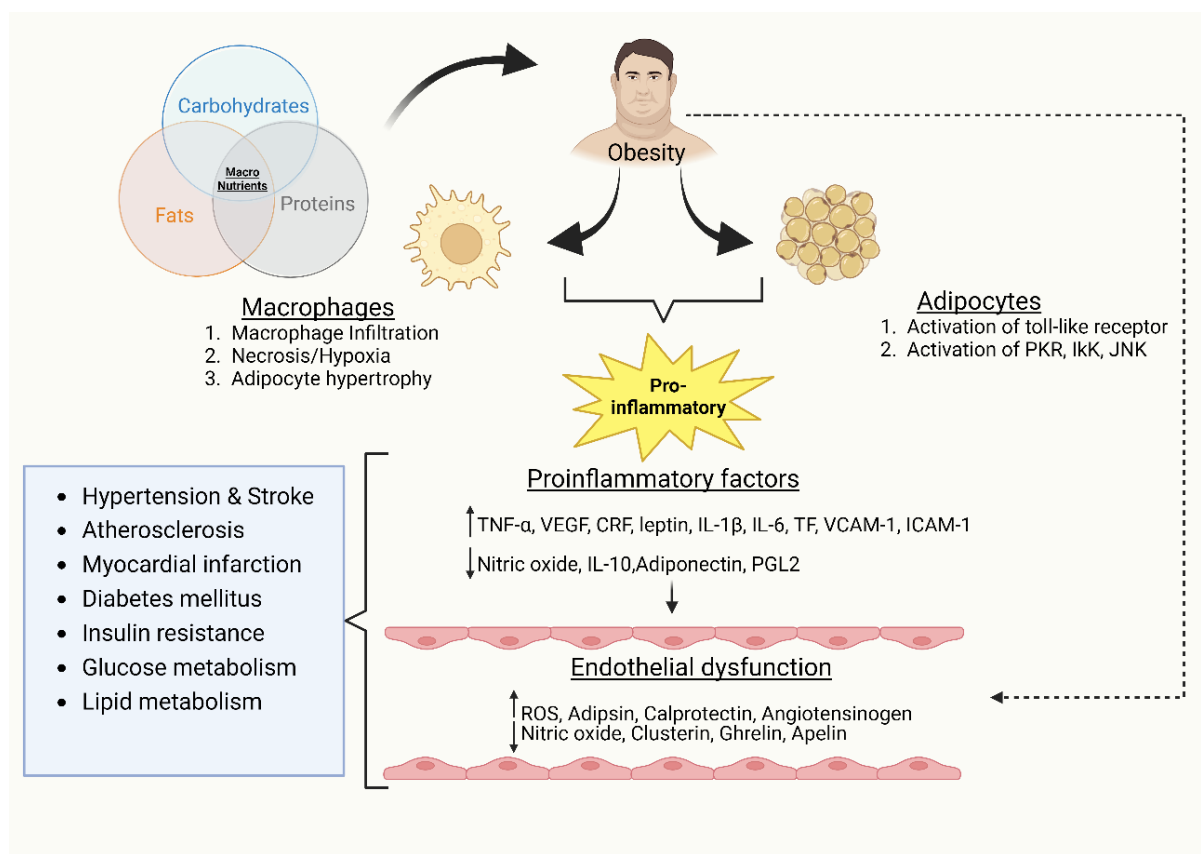 Carbohydrates
Macro
Nutrients
Fats
Proteins
Obesity
Macrophages
1. Macrophage Infiltration
2. Necrosis/Hypoxia
3. Adipocyte hypertrophy
Adipocytes
1. Activation of toll-like receptor
2. Activation of PKR, IkK, JNK
Pro-
inflammatory
Proinflammatory factors
↑TNF-α, VEGF, CRF, leptin, IL-1β, IL-6, TF, VCAM-1, ICAM-1
↓Nitric oxide, IL-10,Adiponectin, PGL2
• Hypertension & Stroke
• Atherosclerosis
• Myocardial infarction
• Diabetes mellitus
• Insulin resistance
• Glucose metabolism
• Lipid metabolism
Endothelial dysfunction
↑ROS, Adipsin, Calprotectin, Angiotensinogen
↓Nitric oxide, Clusterin, Ghrelin, Apelin